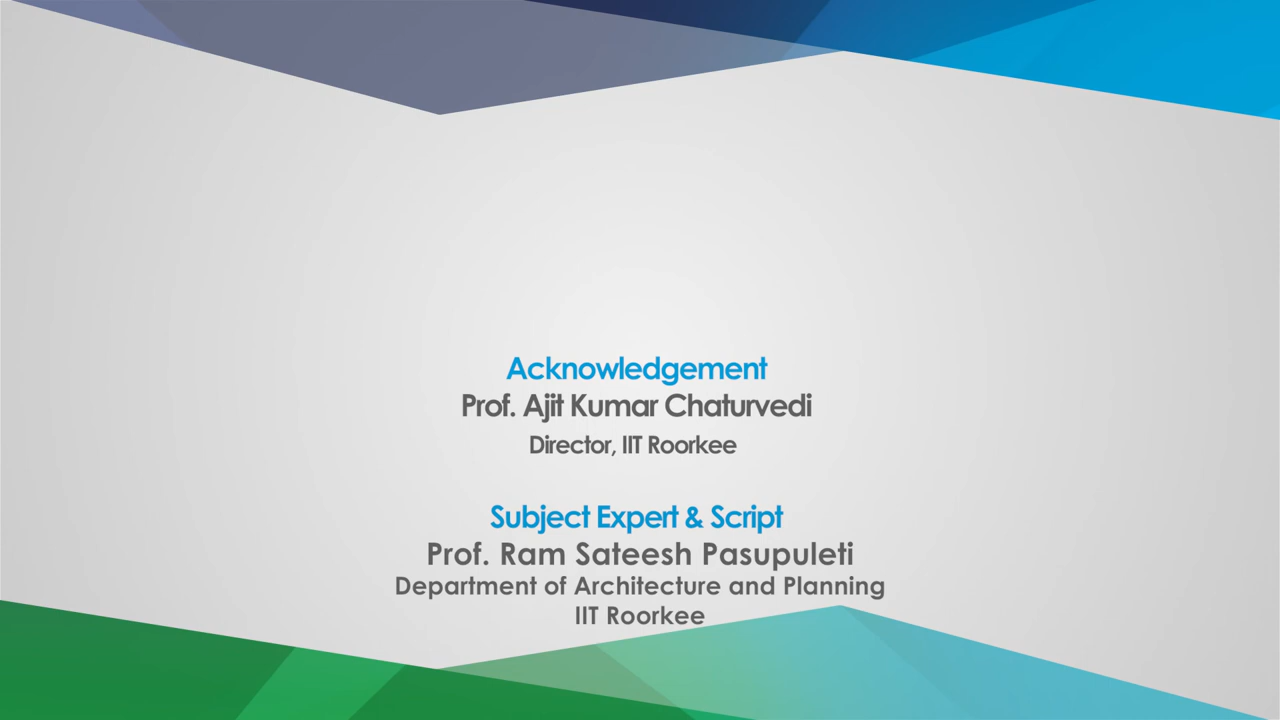 Acknowledgement
Prof. Ajit Kumar Chaturvedi
Director, IIT Roorkee
Subject Expert & Script
Prof. Ram Sateesh Pasupuleti
Department of Architecture and Planning
IIT Roorkee